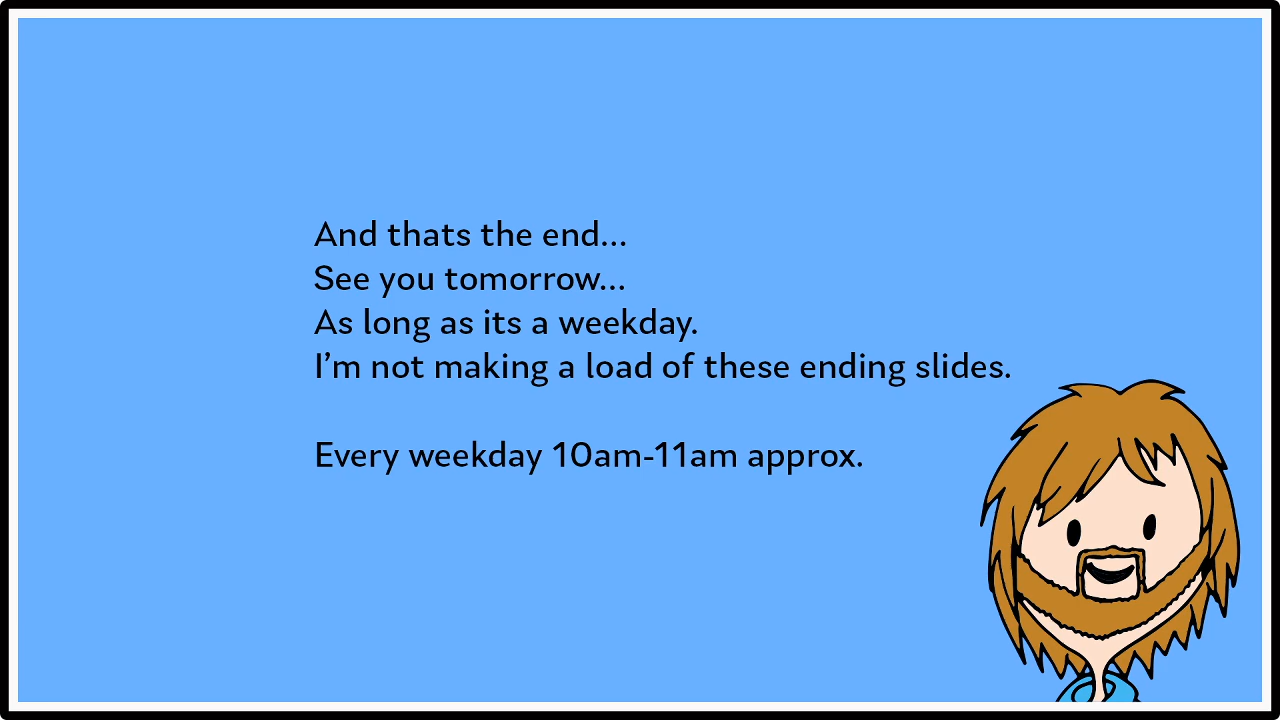 And thats the end...
See you tomorrow...
As long as its a weekday.
I’m not making a load of these ending slides.
Every weekday 10am-11am approx.